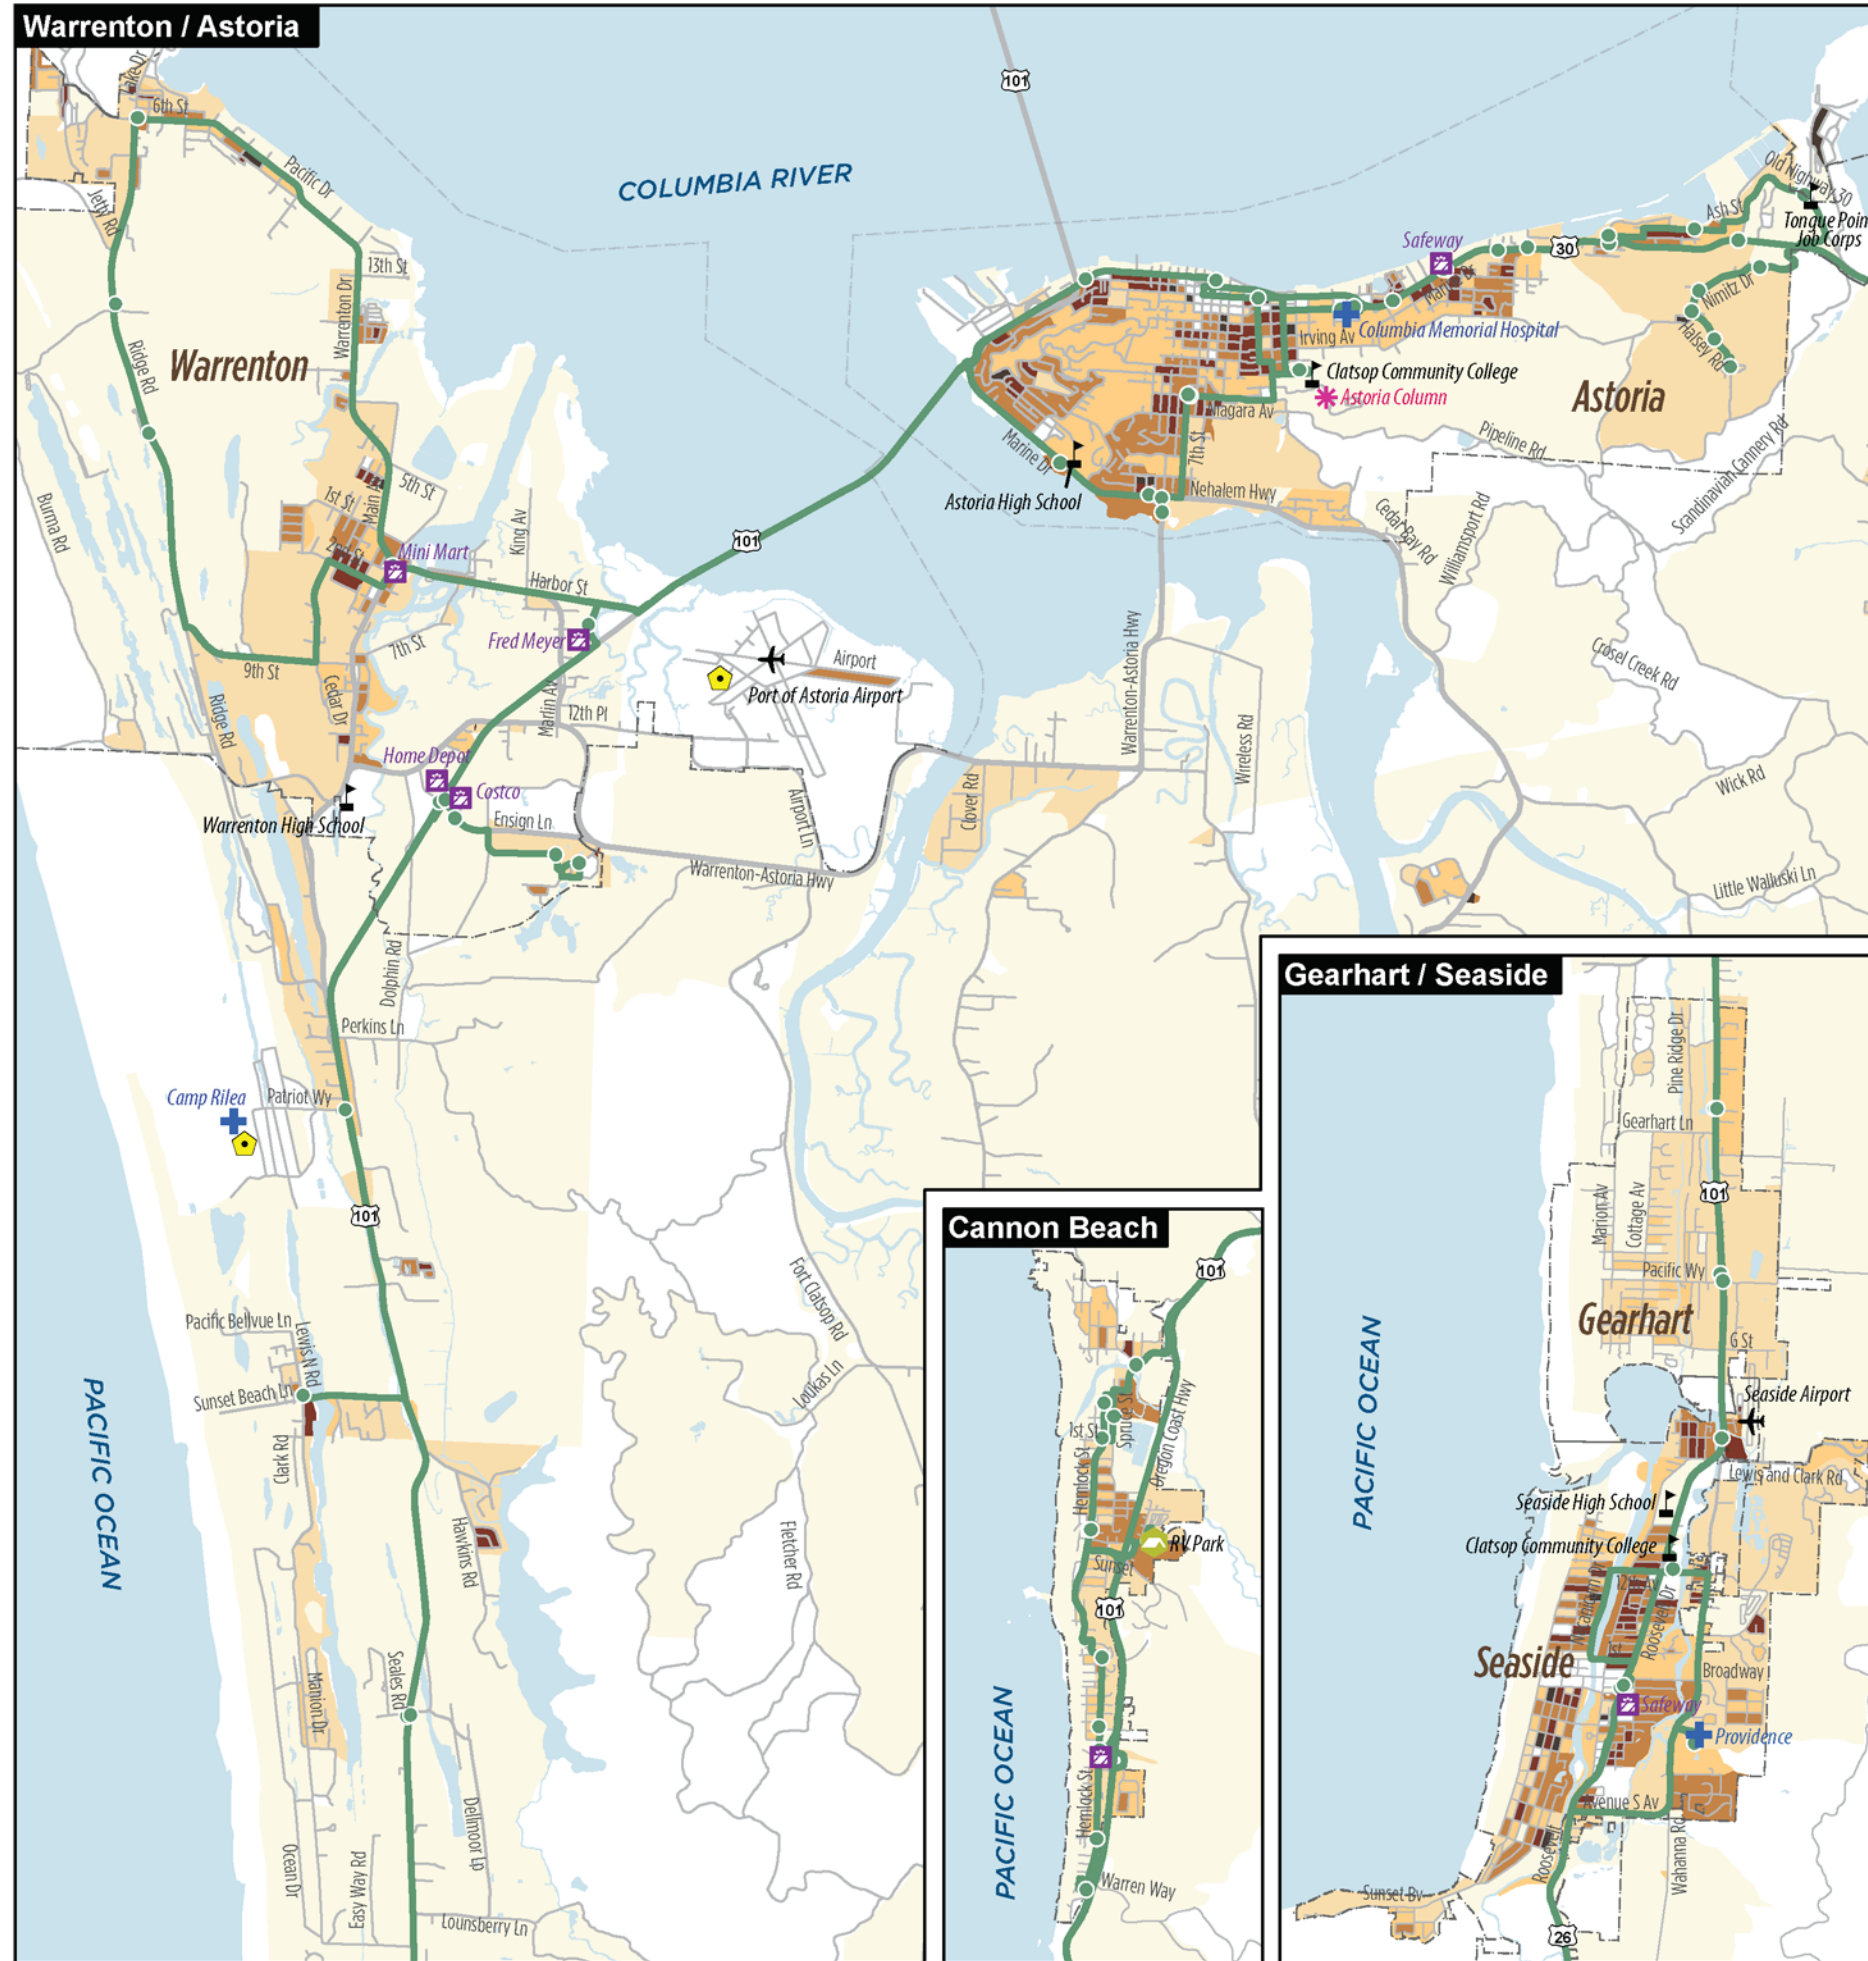 Warrenton / Astoria
Lake Dr
6th St
Pacific Dr
Jetty Rd
COLUMBIA RIVER
101
13th St
Warrenton Dr
Ridge Rd
Warrenton
Burma Rd
Main
5th St
1st St
2nd St
Mini Mart
King Av
Harbor St
101
Fred Meyer
7th St
9th St
Cedar Dr
Ridge Rd
Marlin Av
12th Pl
Airport
Port of Astoria Airport
Home Depot
Costco
Warrenton High School
Ensign Ln
Airport Ln
Warrenton-Astoria Hwy
Dolphin Rd
Perkins Ln
Camp Rilea
Patriot Wy
101
Pacific Bellvue Ln
Lewis N Rd
Sunset Beach Ln
Clark Rd
PACIFIC OCEAN
Hawkins Rd
Manion Dr
Seales Rd
Dellmoor Lp
Ocean Dr
Easy Way Rd
Lounsberry Ln
Fort Clatsop Rd
Loukas Ln
Fletcher Rd
Safeway
30
Ash St
Old Highway 30
Tongue Poin
Job Corps
Marine Dr
Nimitz Dr
Halsey Rd
Irving Av
Columbia Memorial Hospital
Clatsop Community College
Astoria Column
Astoria
Niagara Av
7th St
Marine Dr
Astoria High School
Nehalem Hwy
Pipeline Rd
Scandinavian Cannery Rd
Cedar Bay Rd
Williamsport Rd
Crosel Creek Rd
Warrenton-Astoria Hwy
Wireless Rd
Clover Rd
Wick Rd
Little Walluski Ln
Cannon Beach
101
1st St
Spruce St
Oregon Coast Hwy
Hemlock St
RV Park
Sunset
101
PACIFIC OCEAN
Hemlock St
Warren Way
Gearhart / Seaside
Pine Ridge Dr
Gearhart Ln
101
Marion Av
Cottage Av
Pacific Wy
Gearhart
G St
PACIFIC OCEAN
Seaside Airport
Lewis and Clark Rd
Seaside High School
Clatsop Community College
12th Av
Roosevelt Dr
1st
Seaside
Broadway
Safeway
Providence
Avenue S Av
Roosevelt
Wahanna Rd
Sunset Bv
26